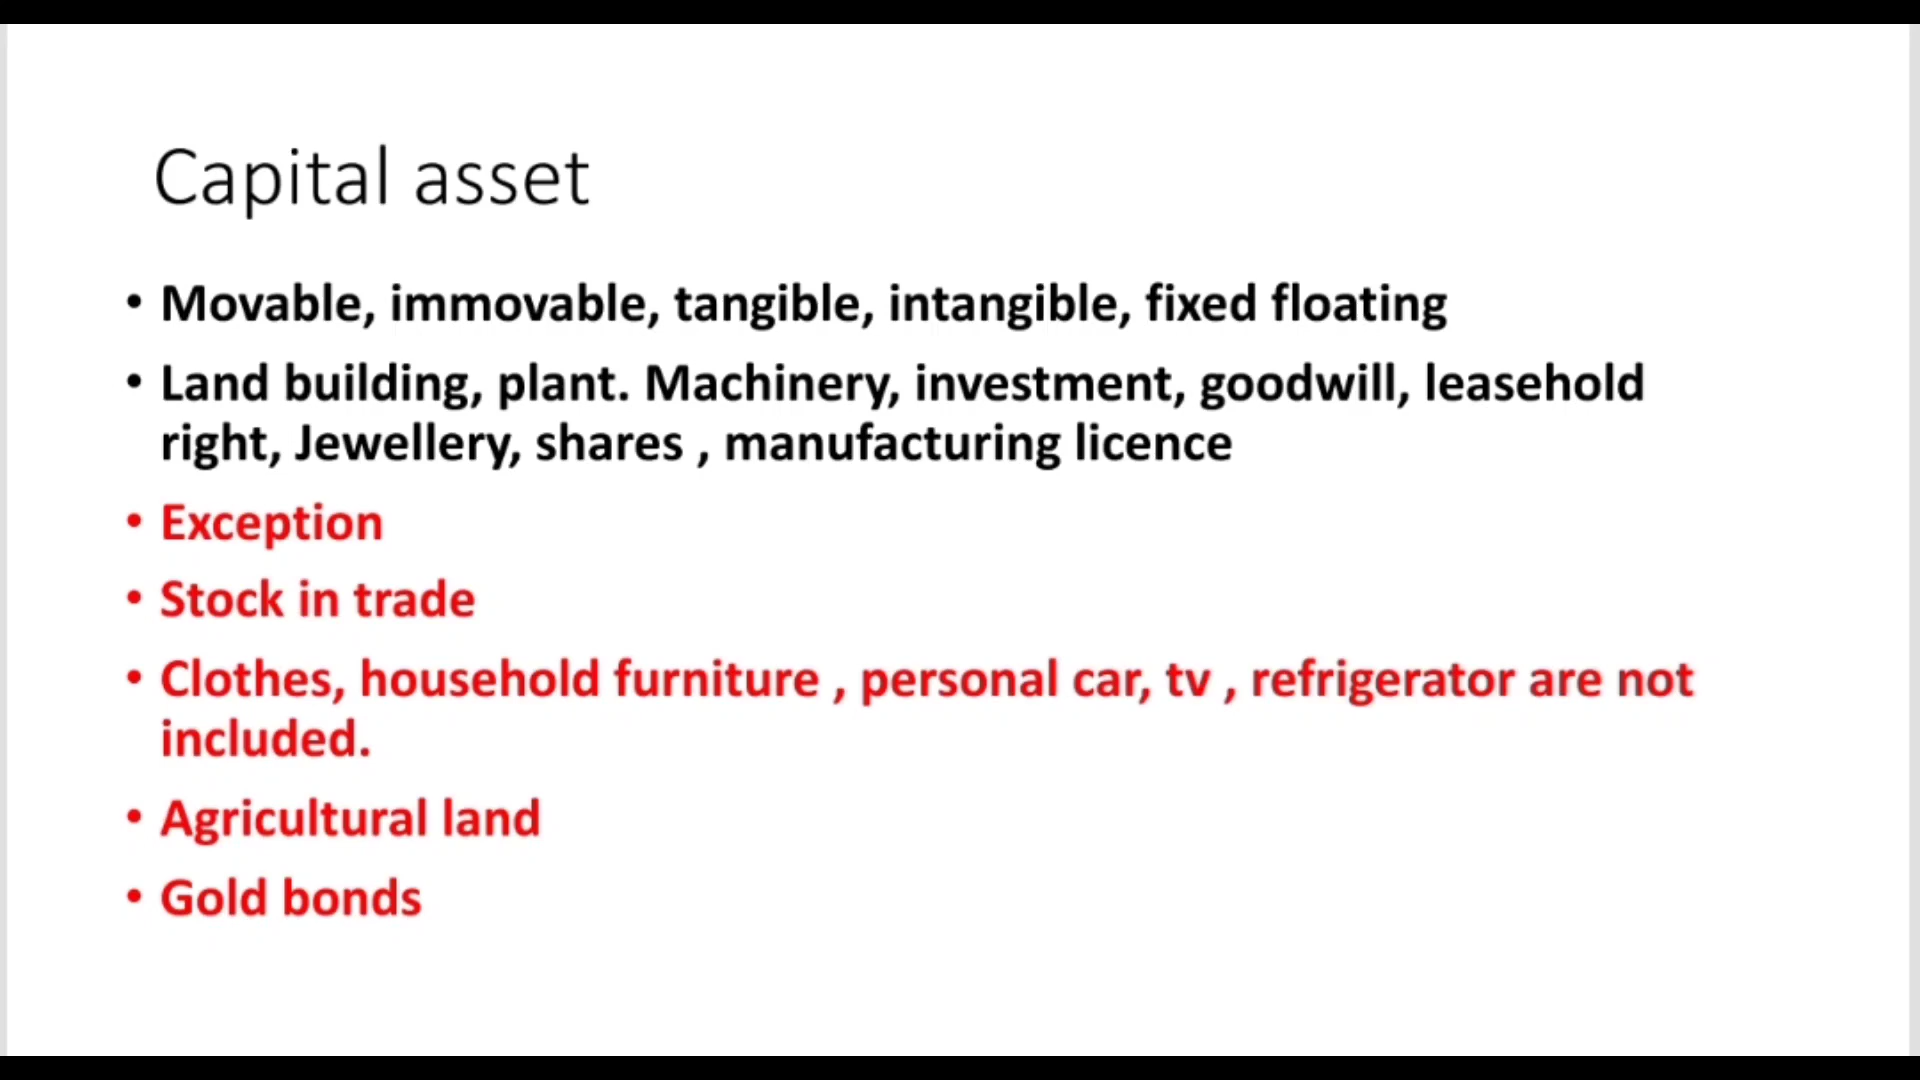 Capital asset
• Movable, immovable, tangible, intangible, fixed floating
• Land building, plant. Machinery, investment, goodwill, leasehold
right, Jewellery, shares , manufacturing licence
• Exception
• Stock in trade
• Clothes, household furniture , personal car, tv , refrigerator are not
included.
• Agricultural land
• Gold bonds